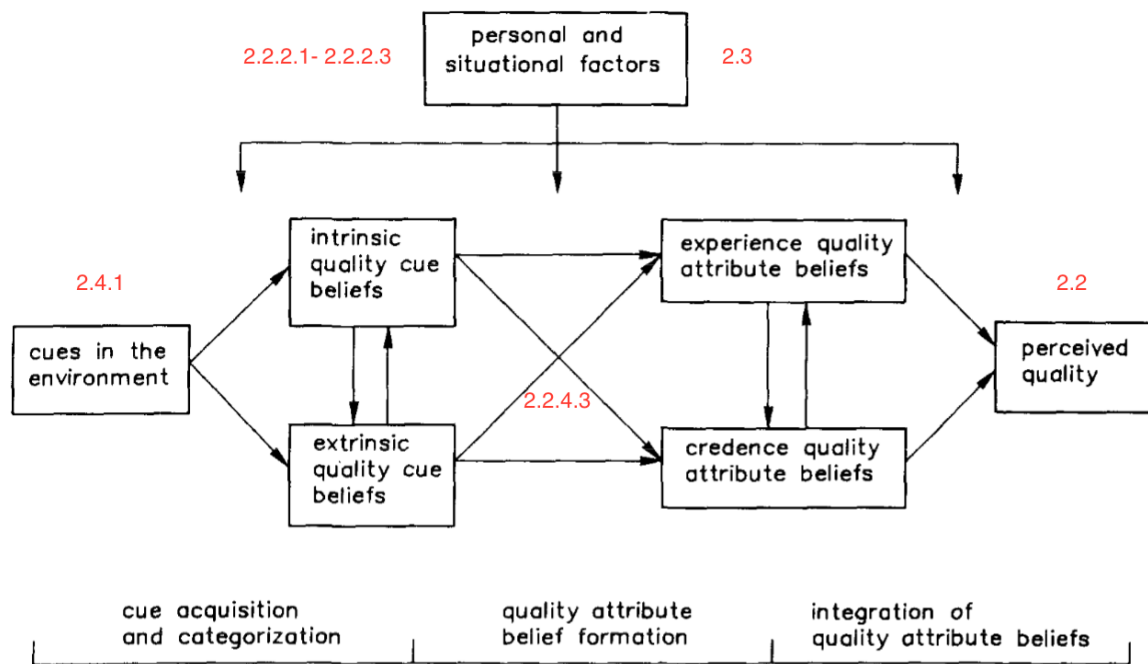 personal and
situational factors
2.2.2.1- 2.2.2.3
2.3
intrinsic
quality cue
beliefs
experience quality
attribute beliefs
2.4.1
2.2
cues in the
environment
perceived
quality
2.2.4.3
extrinsic
quality cue
beliefs
credence quality
attribute beliefs
cue acquisition
and categorization
quality attribute
belief formation
integration of
quality attribute beliefs